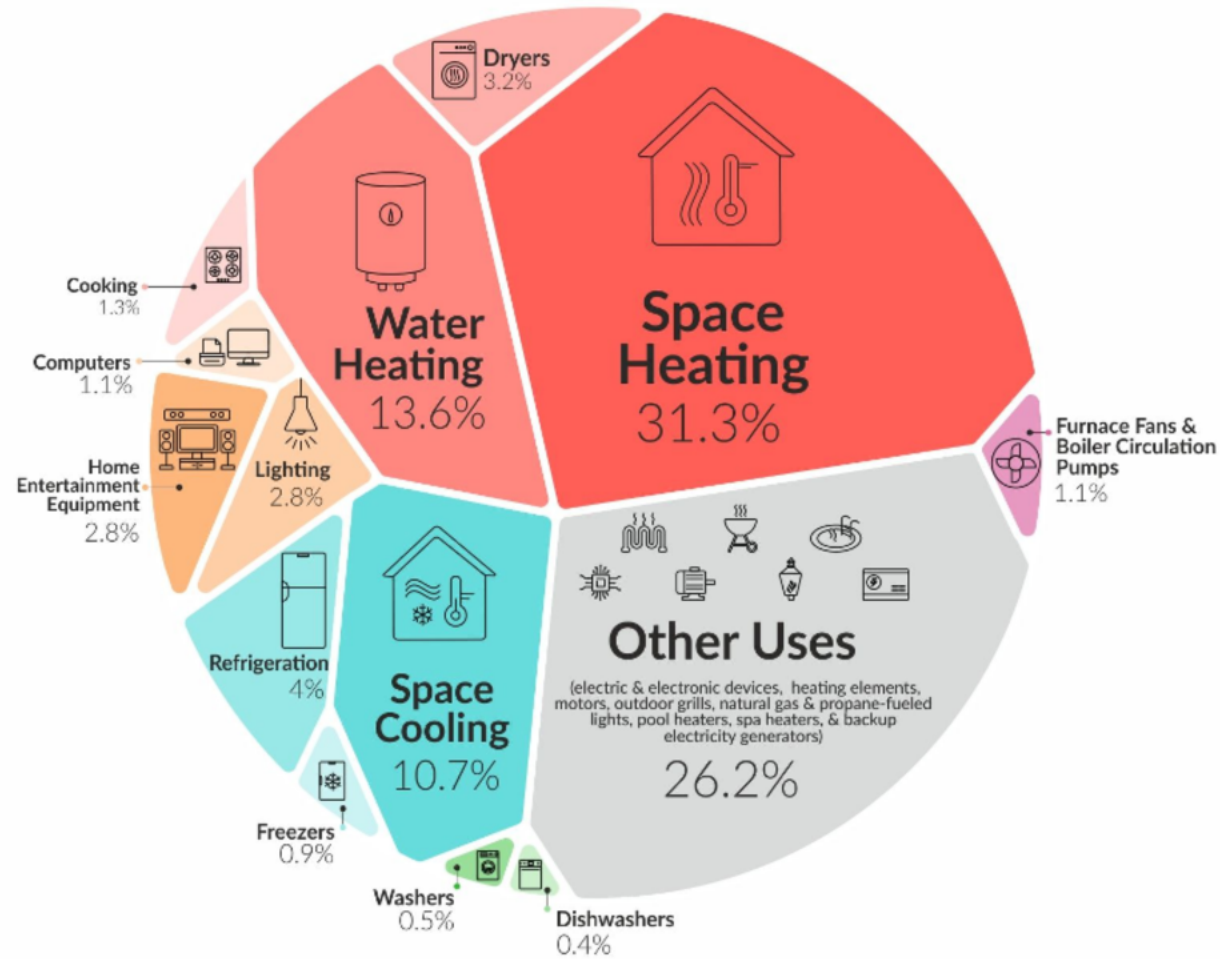 Dryers
3.2%
Space
Heating
31.3%
Water
Heating
13.6%
Cooking
1.3%
Computers
1.1%
Home
Entertainment
Equipment
2.8%
Lighting
2.8%
Furnace Fans &
Boiler Circulation
Pumps
1.1%
Refrigeration
4%
Space
Cooling
10.7%
Other Uses
(electric & electronic devices, heating elements,
motors, outdoor grills, natural gas & propane-fueled
lights, pool heaters, spa heaters, & backup
electricity generators)
26.2%
Freezers
0.9%
Washers
0.5%
Dishwashers
0.4%